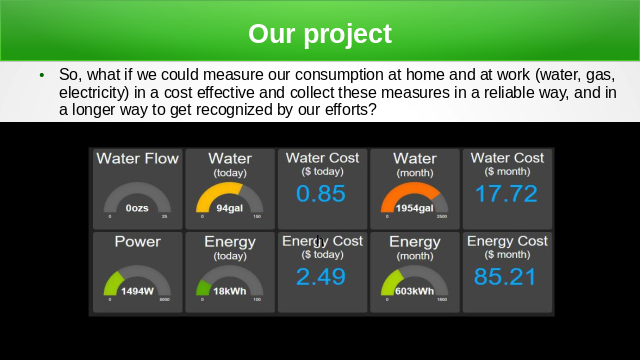 Our project
• So, what if we could measure our consumption at home and at work (water, gas,
electricity) in a cost effective and collect these measures in a reliable way, and in
a longer way to get recognized by our efforts?
Water Flow
0ozs
0 25
Water
(today)
94gal
0 150
Water Cost
($ today)
0.85
Water
(month)
1954gal
0 2500
Water Cost
($ month)
17.72
Power
1494W
0 5000
Energy
(today)
18kWh
0 100
Energy Cost
($ today)
2.49
Energy
(month)
603kWh
0 1800
Energy Cost
($ month)
85.21